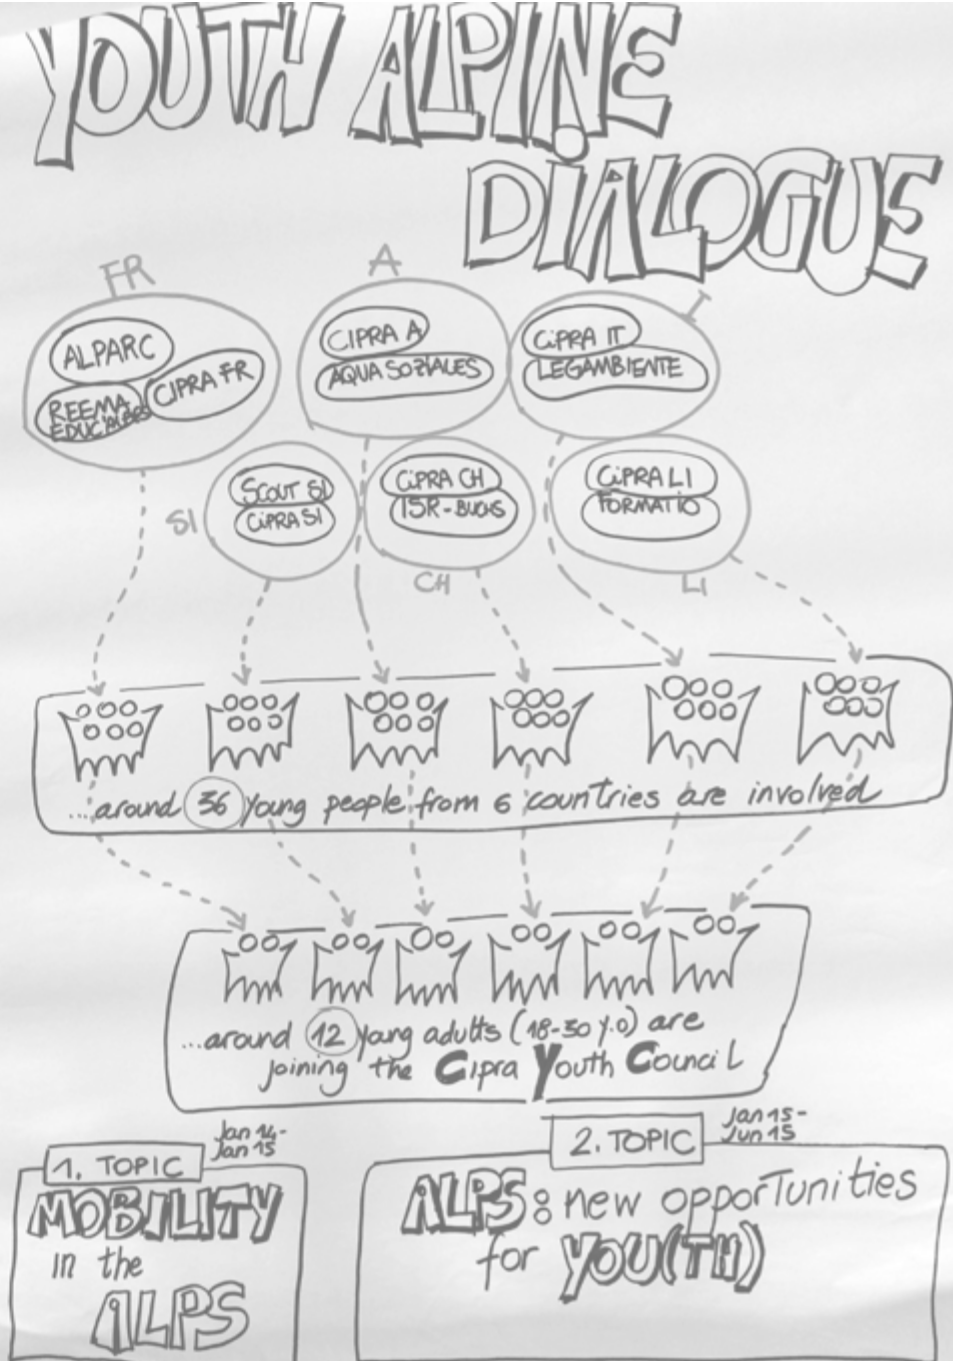 YOUTH ALPINE
DIALOGUE
FR
ALPARC
REEMA
EDUC'ALPES
CIPRA FR
A
CIPRA A
AQUA SOZIALES
I
CiPRA IT
LEGAMBIENTE
SI
SCOUT SI
CiPRA SI
CiPRA CH
ISR-BUCHS
CH
CiPRA LI
FORMATIO
LI
...around 36 young people from 6 countries are involved
...around 12 young adults (18-30 y.o) are
joining the Cipra Youth Council
1. TOPIC
Jan 14-
Jan 15
MOBILITY
in the
ALPS
2. TOPIC
Jan 15-
Jun 15
ALPS: new opporTunities
for YOU(TH)